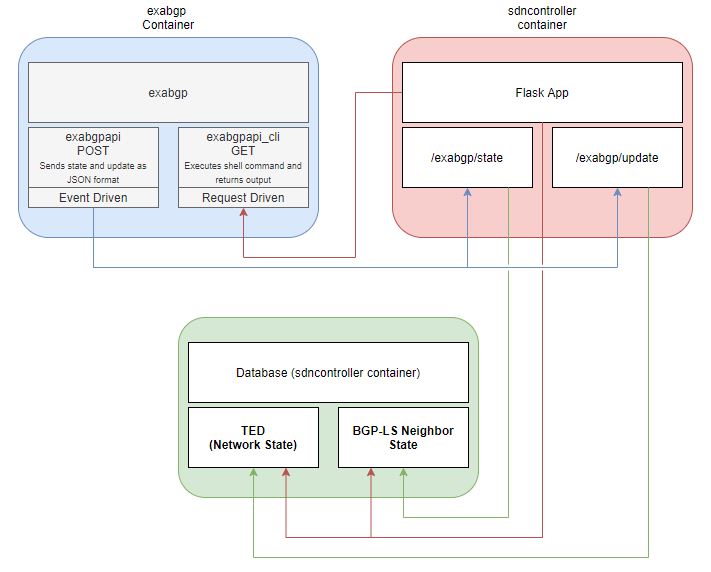 exabgp
Container
sdncontroller
container
exabgp
Flask App
exabgpapi
POST
Sends state and update as
JSON format
Event Driven
exabgpapi_cli
GET
Executes shell command and
returns output
Request Driven
/exabgp/state
/exabgp/update
Database (sdncontroller container)
TED
(Network State)
BGP-LS Neighbor
State